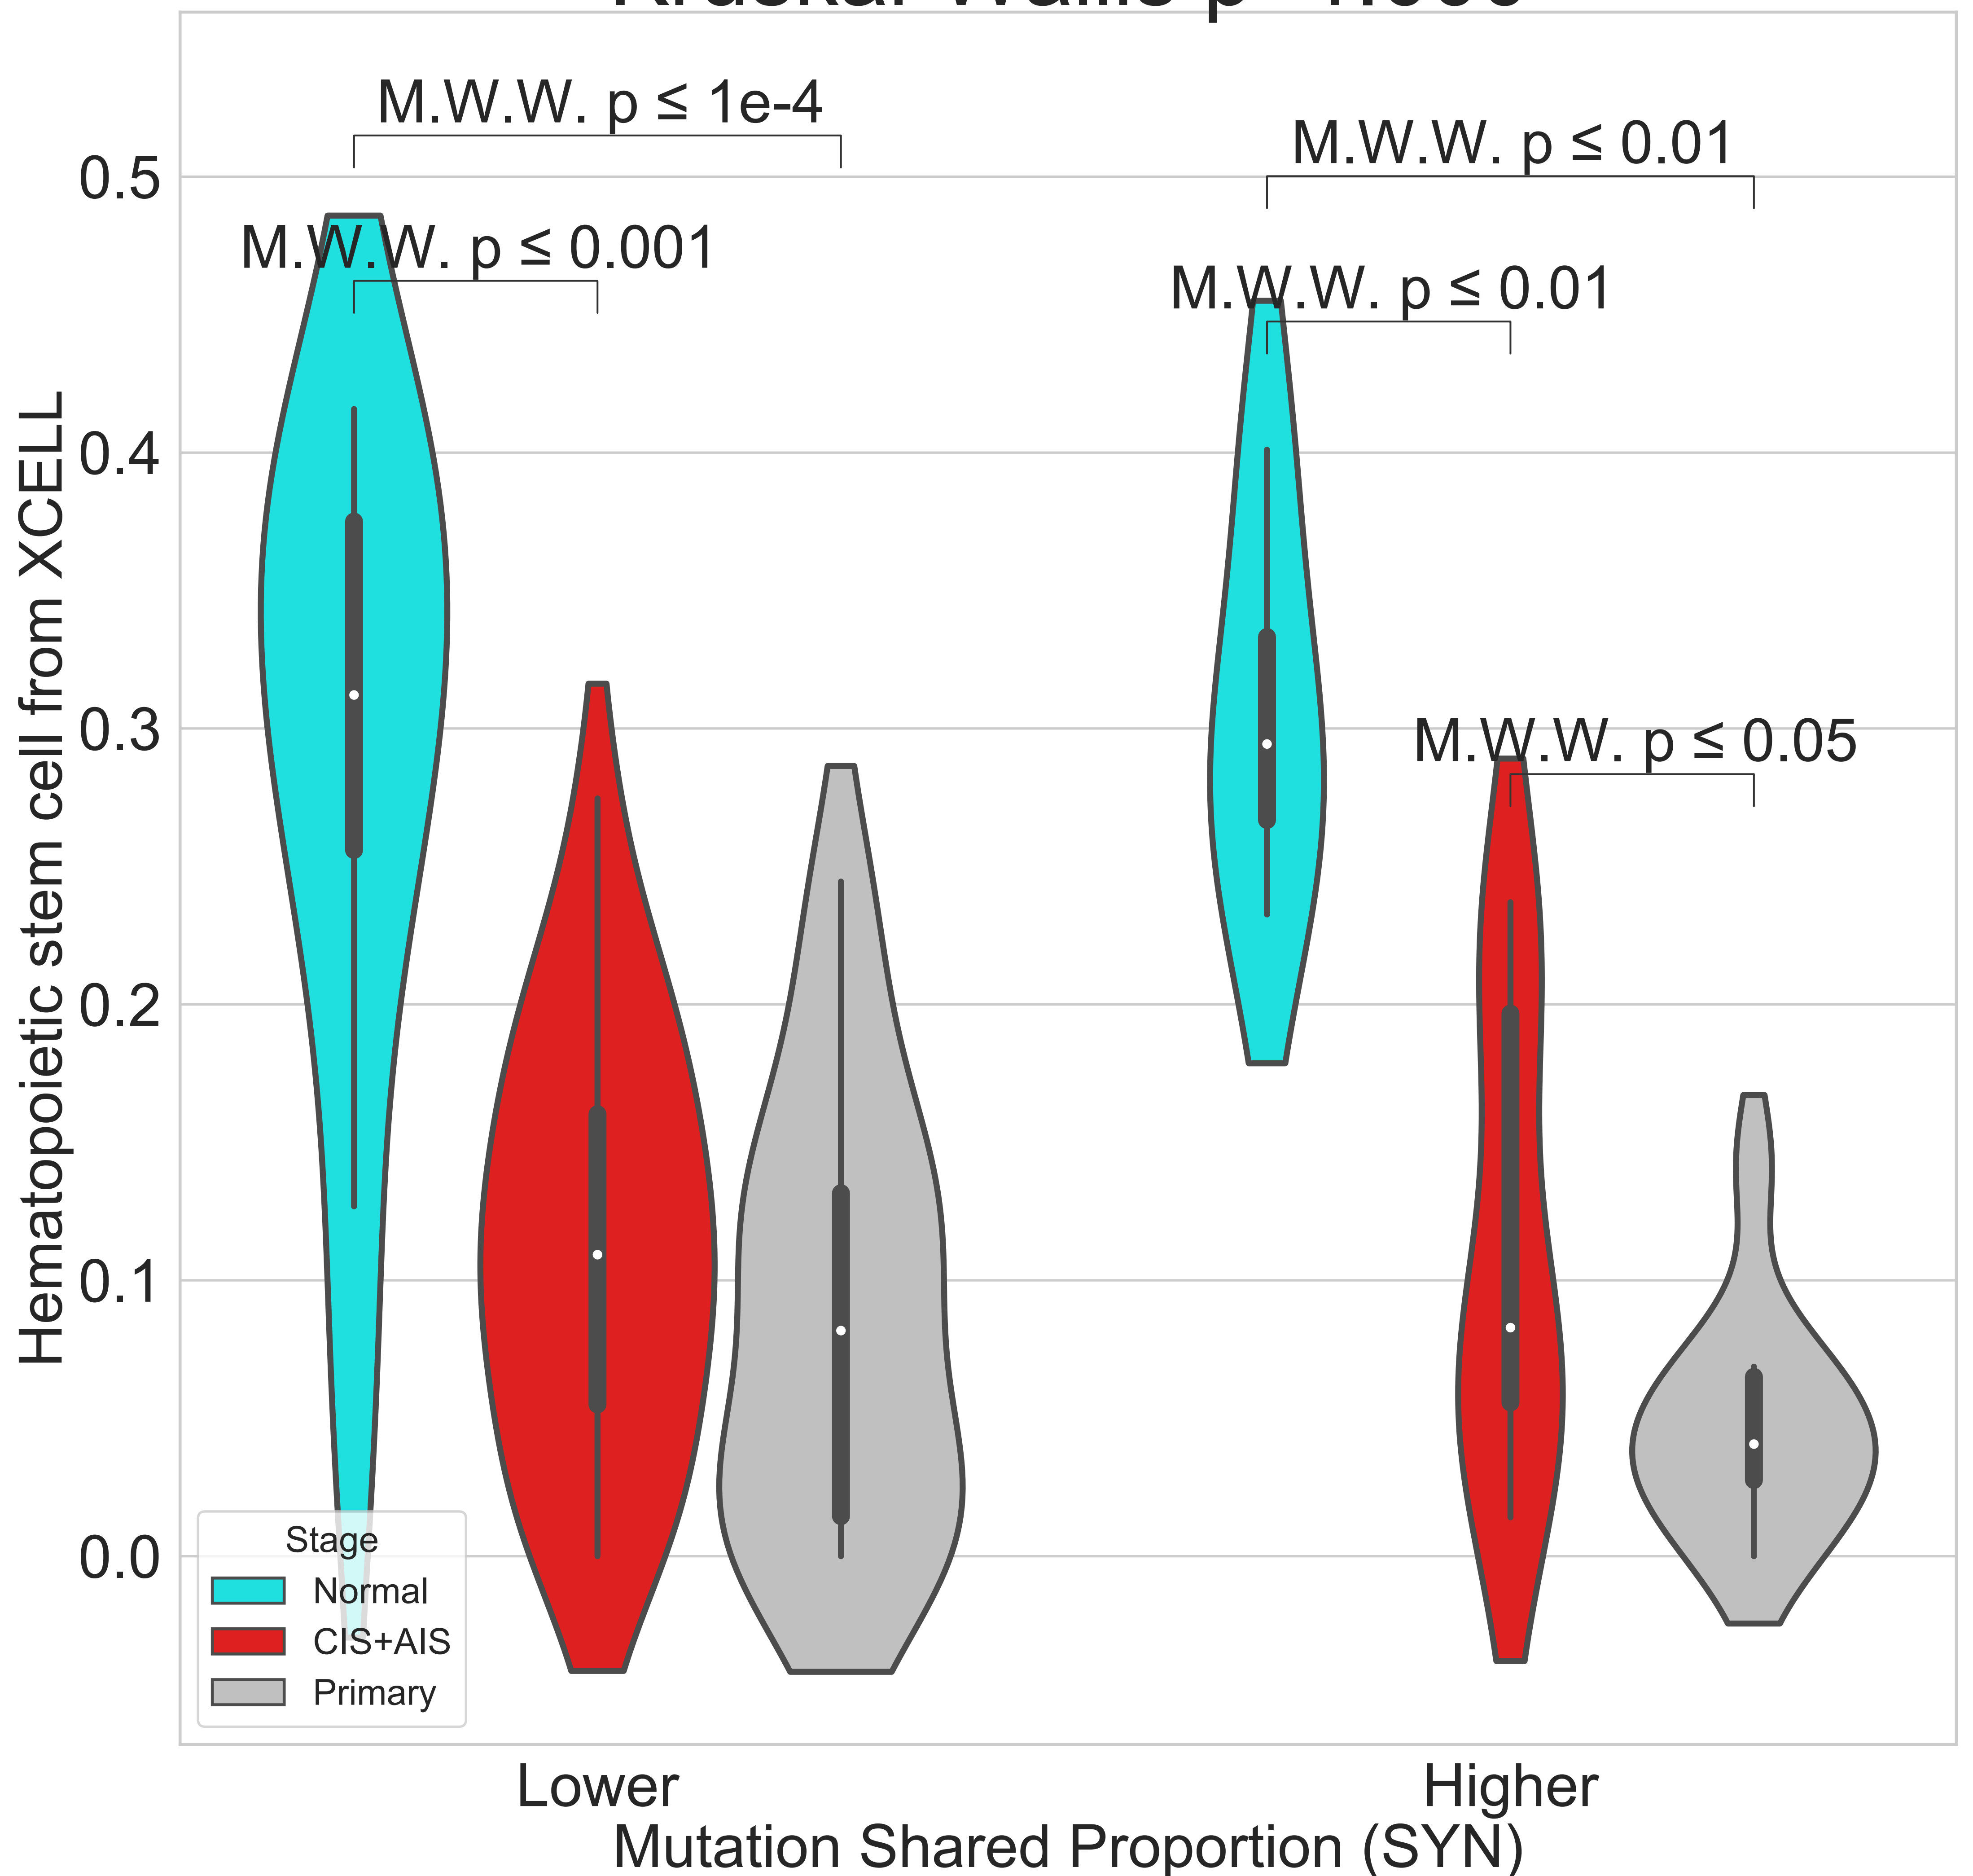 M.W.W. p ≤ 1e-4
M.W.W. p ≤ 0.01
M.W.W. p ≤ 0.001
M.W.W. p ≤ 0.01
M.W.W. p ≤ 0.05
Hematopoietic stem cell from XCELL
0.5
0.4
0.3
0.2
0.1
0.0
Stage
Normal
CIS+AIS
Primary
Lower
Higher
Mutation Shared Proportion (SYN)